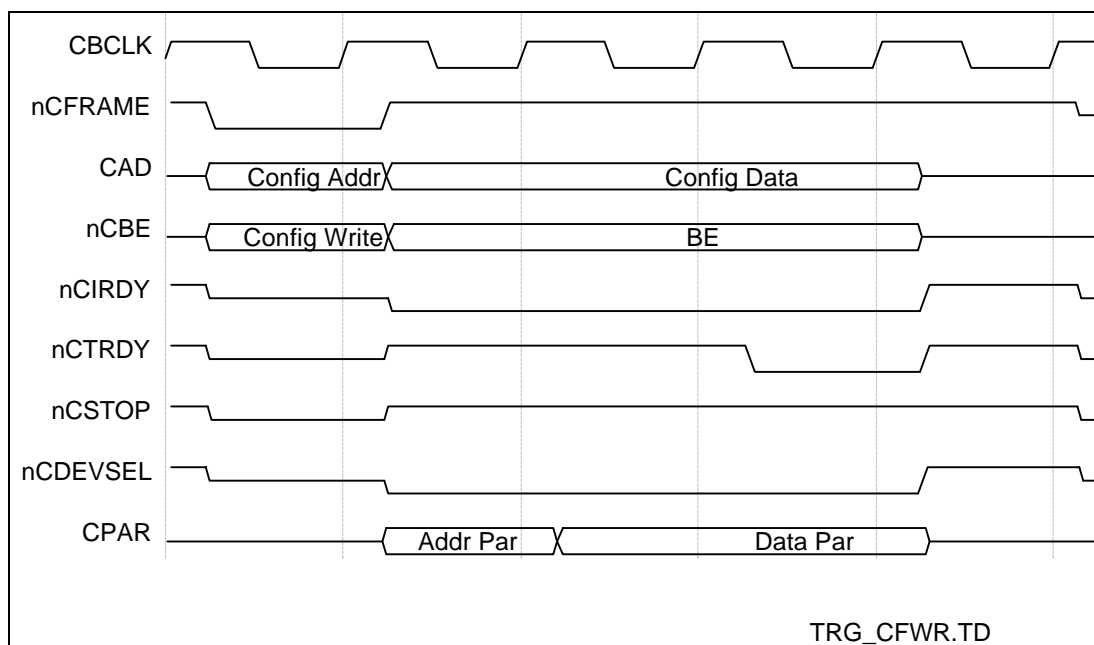 CBCLK
nCFRAME
CAD Config Addr Config Data
nCBE Config Write BE
nCIRDY
nCTRDY
nCSTOP
nCDEVSEL
CPAR Addr Par Data Par
TRG_CFWR.TD